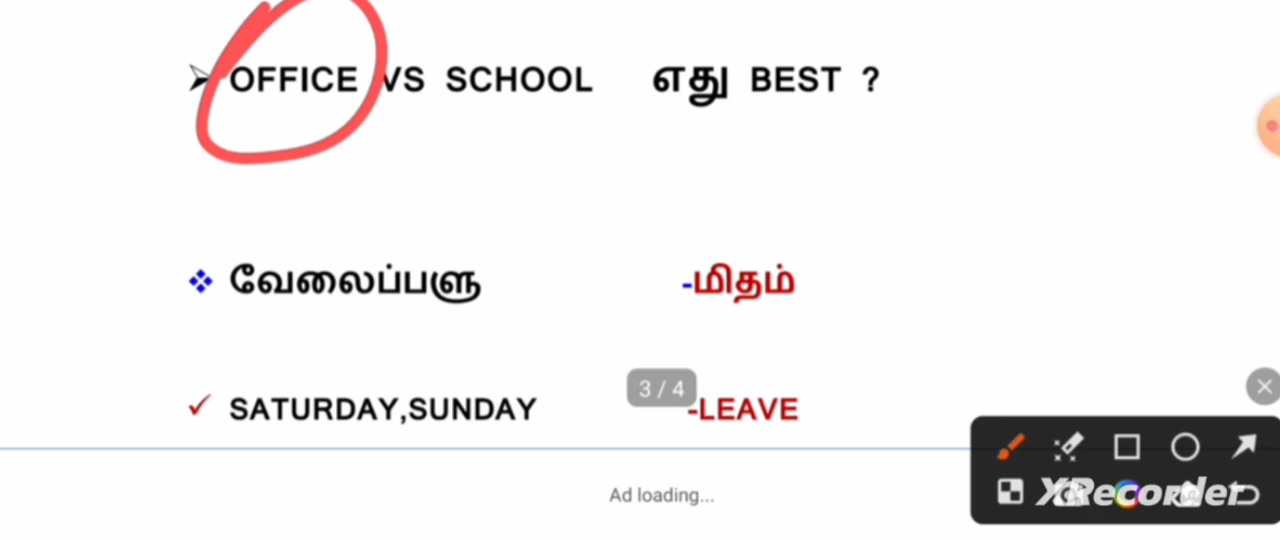 OFFICE VS SCHOOL எது BEST ?
வேலைப்பளு -மிதம்
3 / 4
SATURDAY,SUNDAY -LEAVE
Ad loading...
XRecorder